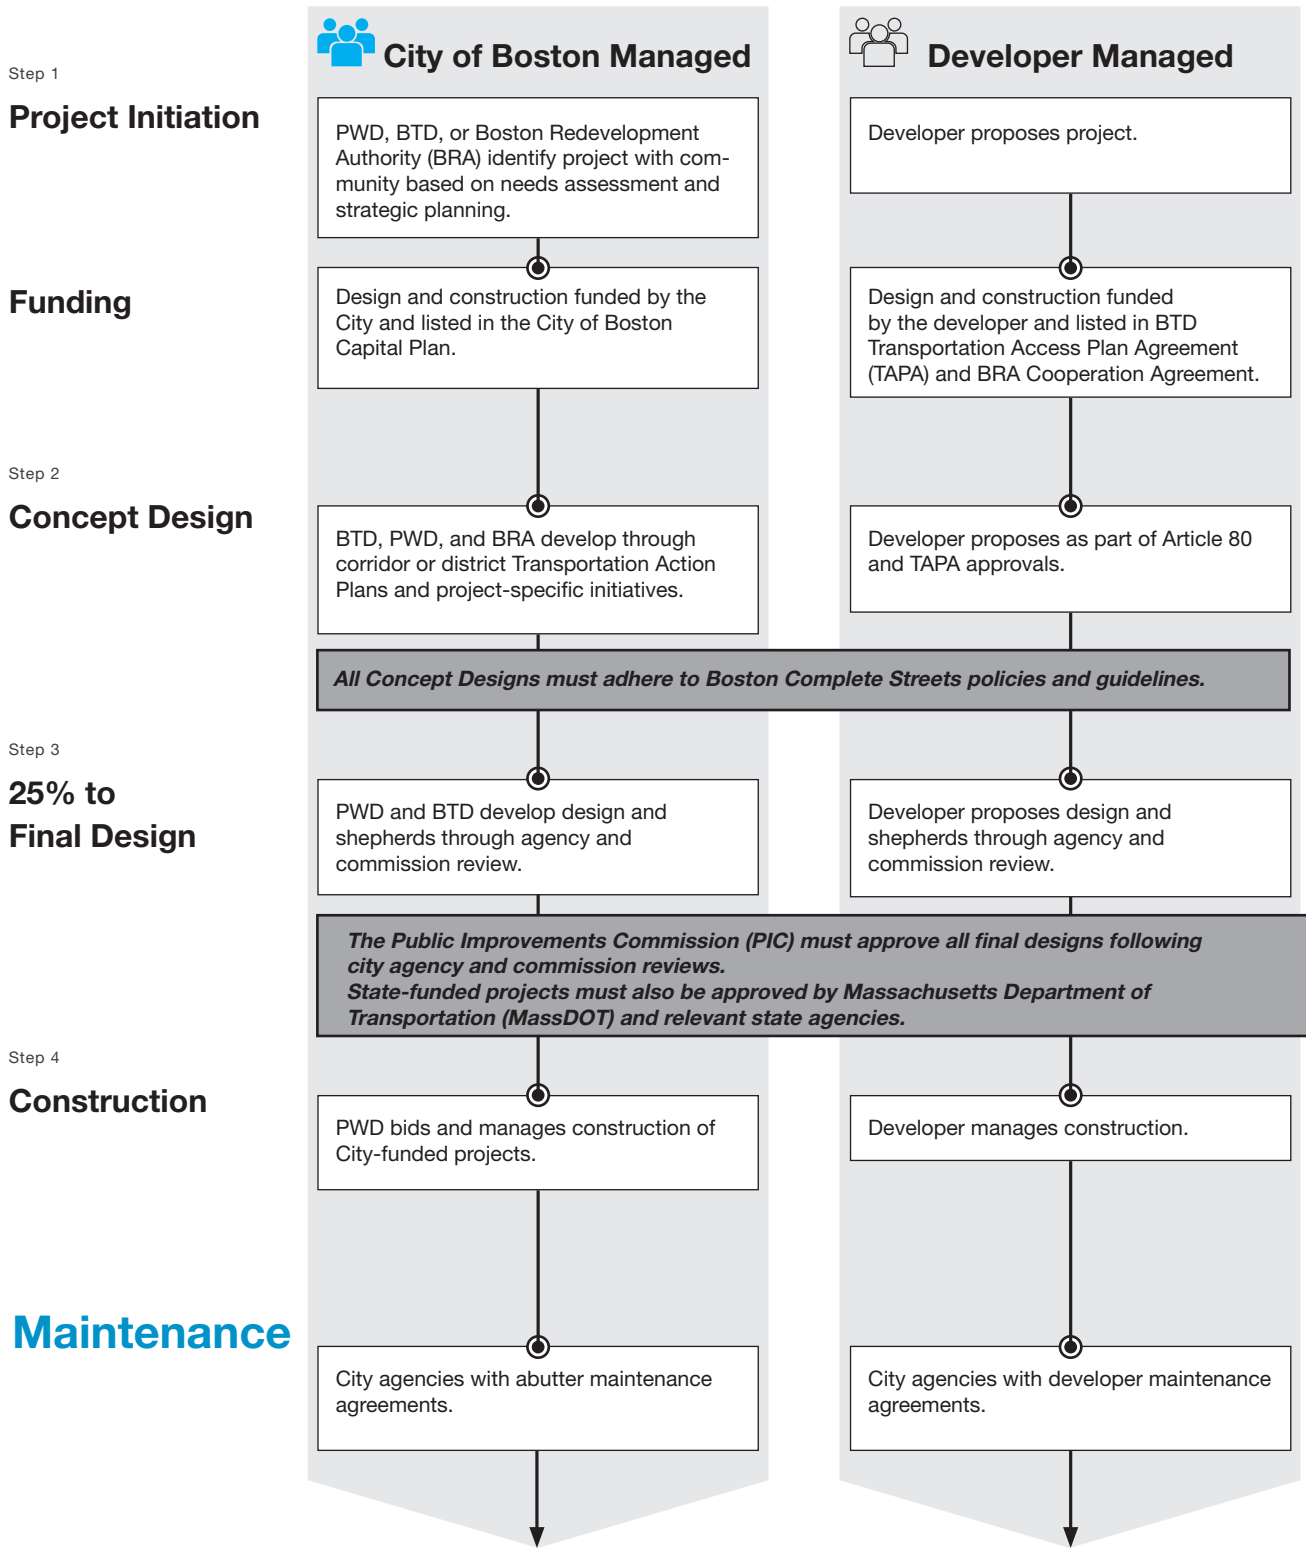 City of Boston Managed
Developer Managed
Step 1
Project Initiation
PWD, BTD, or Boston Redevelopment
Authority (BRA) identify project with com-
munity based on needs assessment and
strategic planning.
Developer proposes project.
Funding
Design and construction funded by the
City and listed in the City of Boston
Capital Plan.
Design and construction funded
by the developer and listed in BTD
Transportation Access Plan Agreement
(TAPA) and BRA Cooperation Agreement.
Step 2
Concept Design
BTD, PWD, and BRA develop through
corridor or district Transportation Action
Plans and project-specific initiatives.
Developer proposes as part of Article 80
and TAPA approvals.
All Concept Designs must adhere to Boston Complete Streets policies and guidelines.
Step 3
25% to
Final Design
PWD and BTD develop design and
shepherds through agency and
commission review.
Developer proposes design and
shepherds through agency and
commission review.
The Public Improvements Commission (PIC) must approve all final designs following
city agency and commission reviews.
State-funded projects must also be approved by Massachusetts Department of
Transportation (MassDOT) and relevant state agencies.
Step 4
Construction
PWD bids and manages construction of
City-funded projects.
Developer manages construction.
Maintenance
City agencies with abutter maintenance
agreements.
City agencies with developer maintenance
agreements.